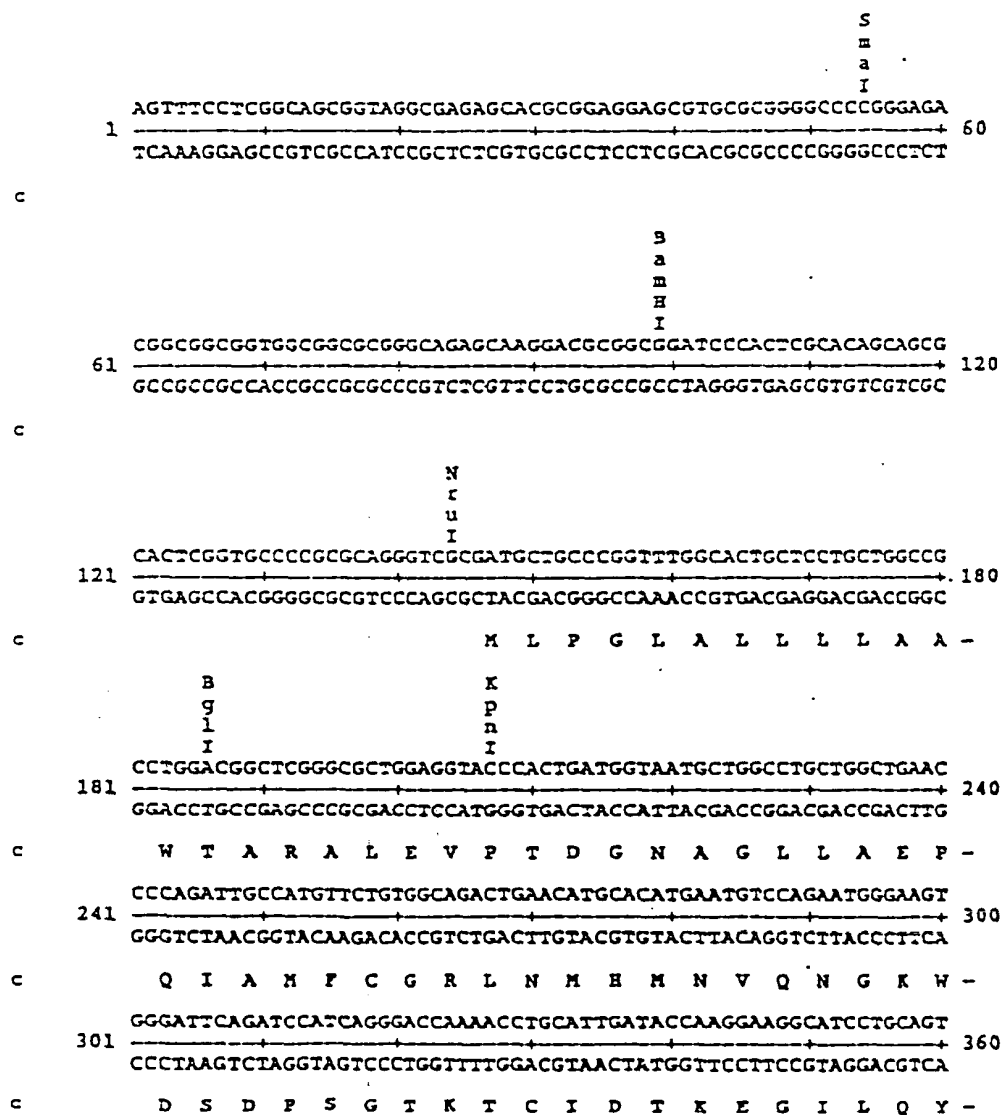 S
m
a
I
AGTTTCCTCGGCAGCGGTAGGCGAGAGCACGCGGAGGAGCGTGCGCGGGGCCCCGGGAGA
1 60
TCAAAGGAGCCGTCGCCATCCGCTCTCGTGCGCCTCCTCGCACGCGCCCCGGGGCCCTCT
c
B
a
m
H
I
CGGCGGCGGTGGCGGCGCGGGCAGAGCAAGGACGCGGCGGATCCCACTCGCACAGCAGCG
61 120
GCCGCCGCCACCGCCGCGCCCGTCTCGTTCCTGCGCCGCCTAGGGTGAGCGTGTCGTCGC
c
N
r
u
I
CACTCGGTGCCCCGCGCAGGGTCGCGATGCTGCCCGGTTTGGCACTGCTCCTGCTGGCCG
121 180
GTGAGCCACGGGGCGCGTCCCAGCGCTACGACGGGCCAAACCGTGACGAGGACGACCGGC
c M L P G L A L L L L A A -
B K
g p
l n
I I
CCTGGACGGCTCGGGCGCTGGAGGTACCCACTGATGGTAATGCTGGCCTGCTGGCTGAAC
181 240
GGACCTGCCGAGCCCGCGACCTCCATGGGTGACTACCATTACGACCGGACGACCGACTTG
c W T A R A L E V P T D G N A G L L A E P -
CCCAGATTGCCATGTTCTGTGGCAGACTGAACATGCACATGAATGTCCAGAATGGGAAGT
241 300
GGGTCTAACGGTACAAGACACCGTCTGACTTGTACGTGTACTTACAGGTCTTACCCTTCA
c Q I A M F C G R L N M H M N V Q N G K W -
GGGATTCAGATCCATCAGGGACCAAAACCTGCATTGATACCAAGGAAGGCATCCTGCAGT
301 360
CCCTAAGTCTAGGTAGTCCCTGGTTTTGGACGTAACTATGGTTCCTTCCGTAGGACGTCA
c D S D P S G T K T C I D T K E G I L Q Y -